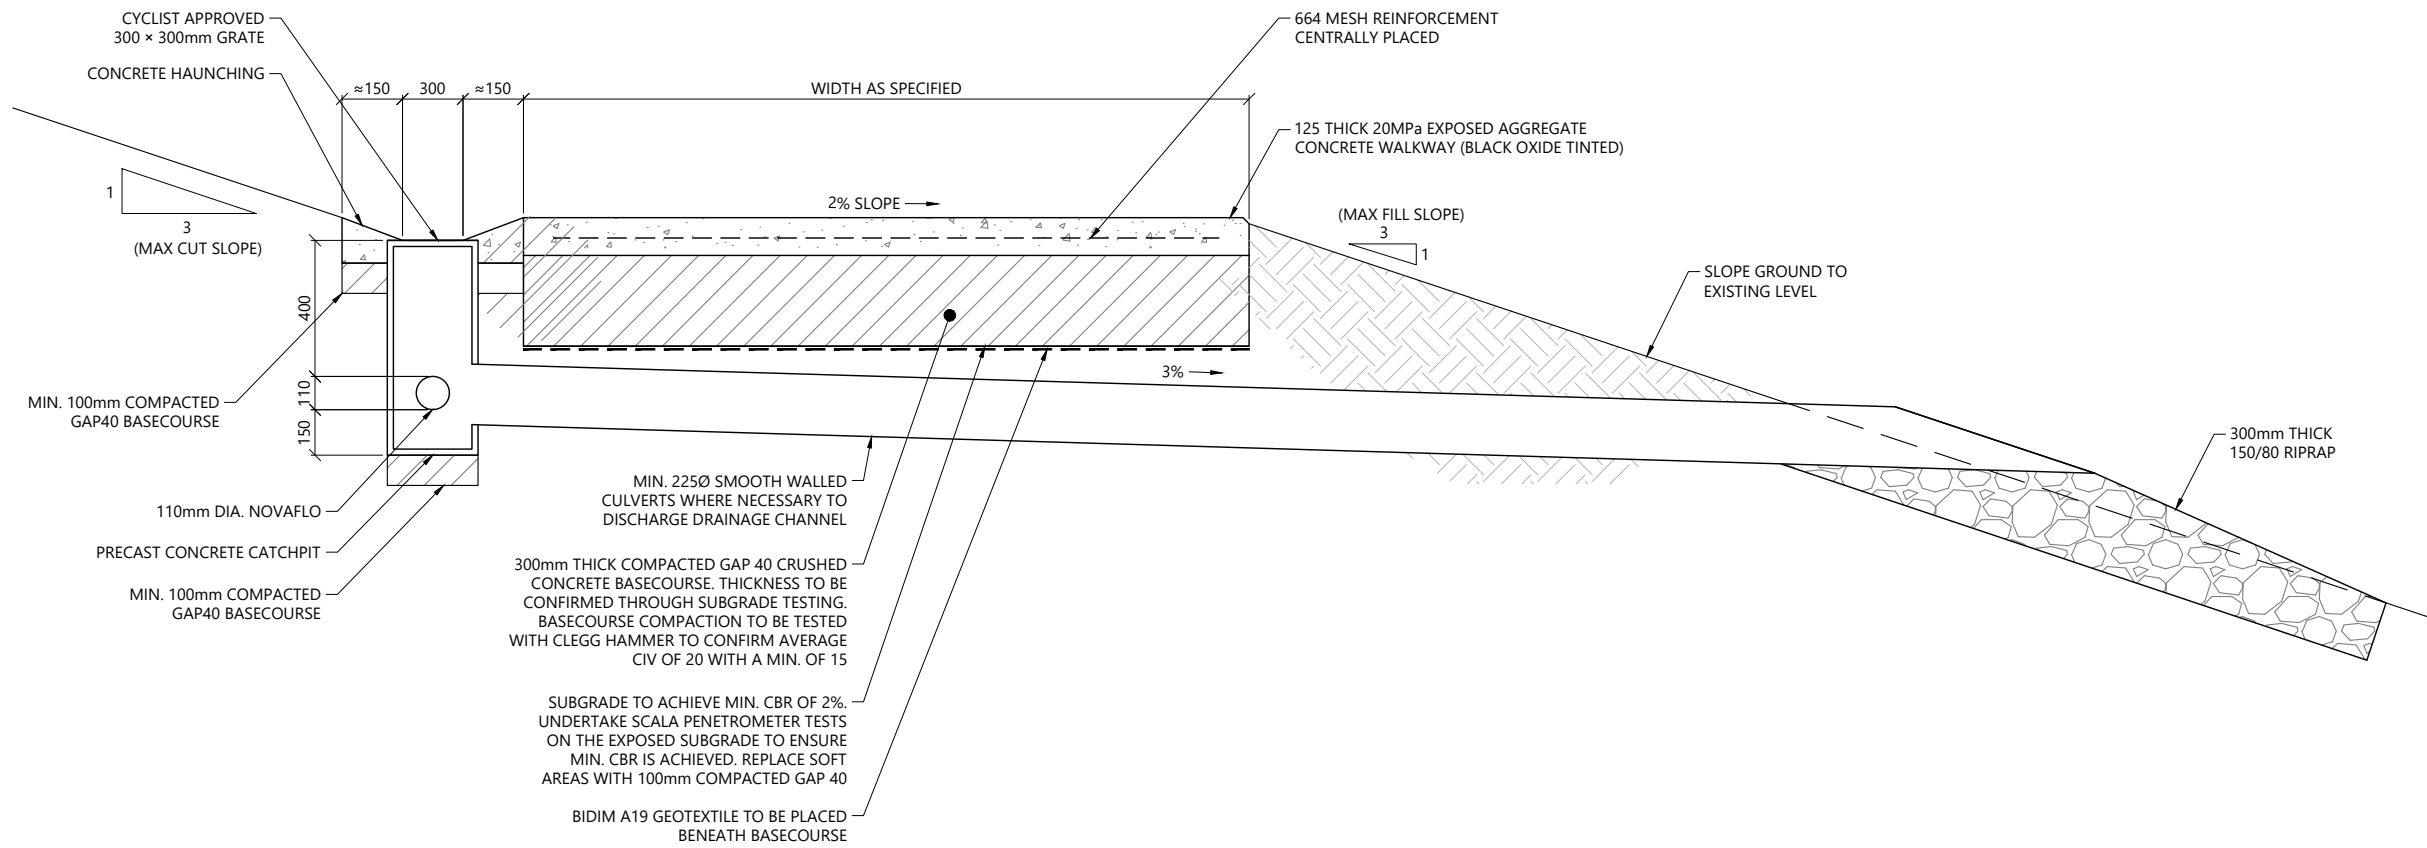 CYCLIST APPROVED
300 × 300mm GRATE
CONCRETE HAUNCHING
664 MESH REINFORCEMENT
CENTRALLY PLACED
≈150
300
≈150
WIDTH AS SPECIFIED
125 THICK 20MPa EXPOSED AGGREGATE
CONCRETE WALKWAY (BLACK OXIDE TINTED)
1
3
(MAX CUT SLOPE)
2% SLOPE
(MAX FILL SLOPE)
3
1
SLOPE GROUND TO
EXISTING LEVEL
400
110
150
3%
MIN. 100mm COMPACTED
GAP40 BASECOURSE
300mm THICK
150/80 RIPRAP
110mm DIA. NOVAFLO
PRECAST CONCRETE CATCHPIT
MIN. 100mm COMPACTED
GAP40 BASECOURSE
MIN. 225Ø SMOOTH WALLED
CULVERTS WHERE NECESSARY TO
DISCHARGE DRAINAGE CHANNEL
300mm THICK COMPACTED GAP 40 CRUSHED
CONCRETE BASECOURSE. THICKNESS TO BE
CONFIRMED THROUGH SUBGRADE TESTING.
BASECOURSE COMPACTION TO BE TESTED
WITH CLEGG HAMMER TO CONFIRM AVERAGE
CIV OF 20 WITH A MIN. OF 15
SUBGRADE TO ACHIEVE MIN. CBR OF 2%.
UNDERTAKE SCALA PENETROMETER TESTS
ON THE EXPOSED SUBGRADE TO ENSURE
MIN. CBR IS ACHIEVED. REPLACE SOFT
AREAS WITH 100mm COMPACTED GAP 40
BIDIM A19 GEOTEXTILE TO BE PLACED
BENEATH BASECOURSE